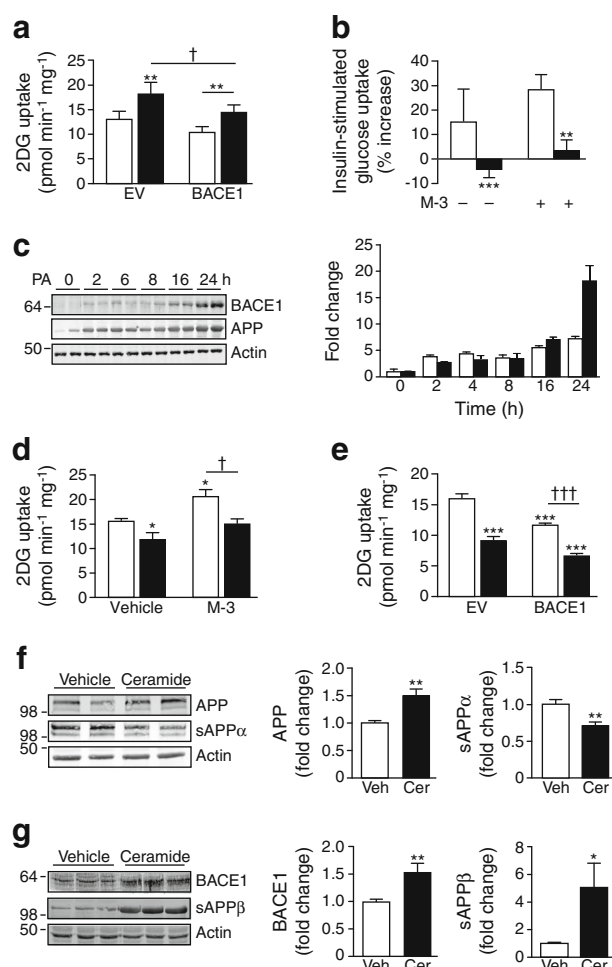 a
2DG uptake
(pmol min⁻¹ mg⁻¹)
25
20
15
10
5
0
**
†
**
EV
BACE1
b
Insulin-stimulated
glucose uptake
(% increase)
40
30
20
10
0
-10
***
**
M-3 – – + +
c
PA 0 2 6 8 16 24 h
64
BACE1
APP
50
Actin
Fold change
25
20
15
10
5
0
0 2 4 8 16 24
Time (h)
d
2DG uptake
(pmol min⁻¹ mg⁻¹)
25
20
15
10
5
0
*
*
†
Vehicle
M-3
e
2DG uptake
(pmol min⁻¹ mg⁻¹)
20
15
10
5
0
***
***
†††
***
EV
BACE1
f
Vehicle Ceramide
98
APP
98
sAPPα
50
Actin
APP
(fold change)
2.0
1.5
1.0
0.5
0
**
Veh Cer
sAPPα
(fold change)
1.5
1.0
0.5
0
**
Veh Cer
g
Vehicle Ceramide
64
BACE1
98
sAPPβ
50
Actin
BACE1
(fold change)
2.0
1.5
1.0
0.5
0
**
Veh Cer
sAPPβ
(fold change)
8
6
4
2
0
*
Veh Cer